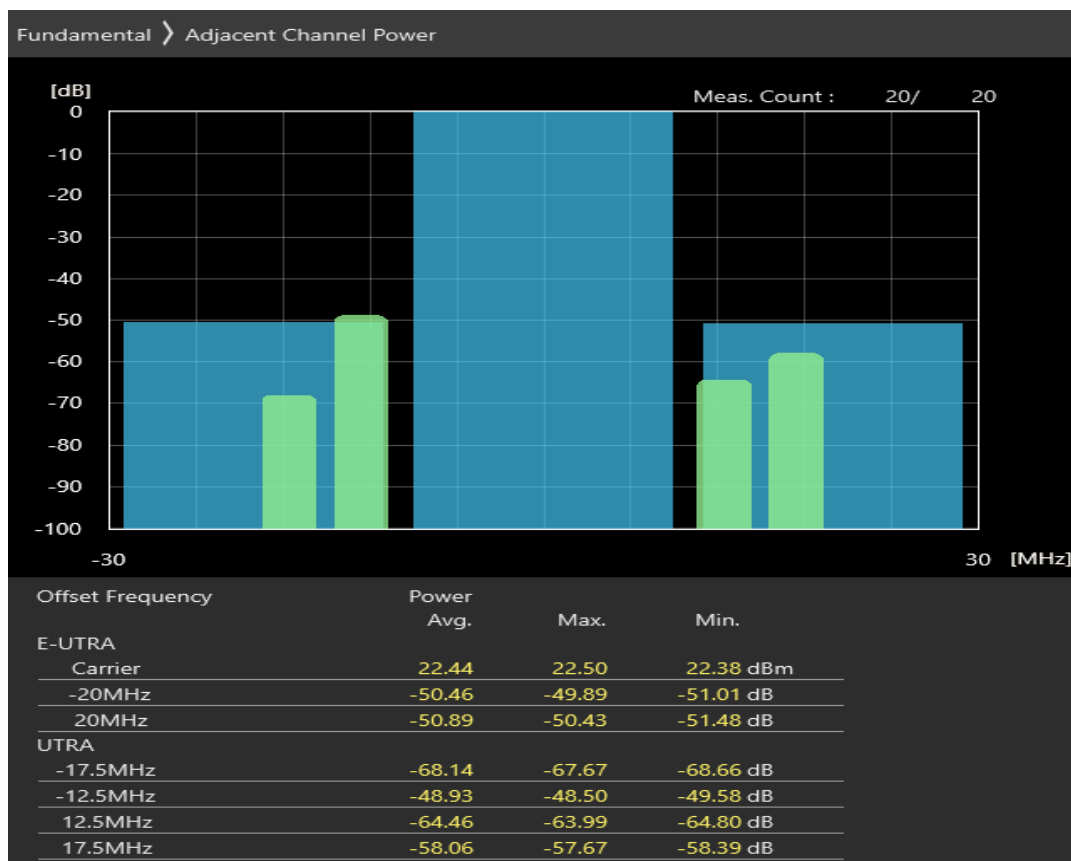 Fundamental 〉 Adjacent Channel Power
[dB]
Meas. Count : 20/ 20
0
-10
-20
-30
-40
-50
-60
-70
-80
-90
-100
-30 30 [MHz]
Offset Frequency Power
Avg. Max. Min.
E-UTRA
Carrier 22.44 22.50 22.38 dBm
-20MHz -50.46 -49.89 -51.01 dB
20MHz -50.89 -50.43 -51.48 dB
UTRA
-17.5MHz -68.14 -67.67 -68.66 dB
-12.5MHz -48.93 -48.50 -49.58 dB
12.5MHz -64.46 -63.99 -64.80 dB
17.5MHz -58.06 -57.67 -58.39 dB